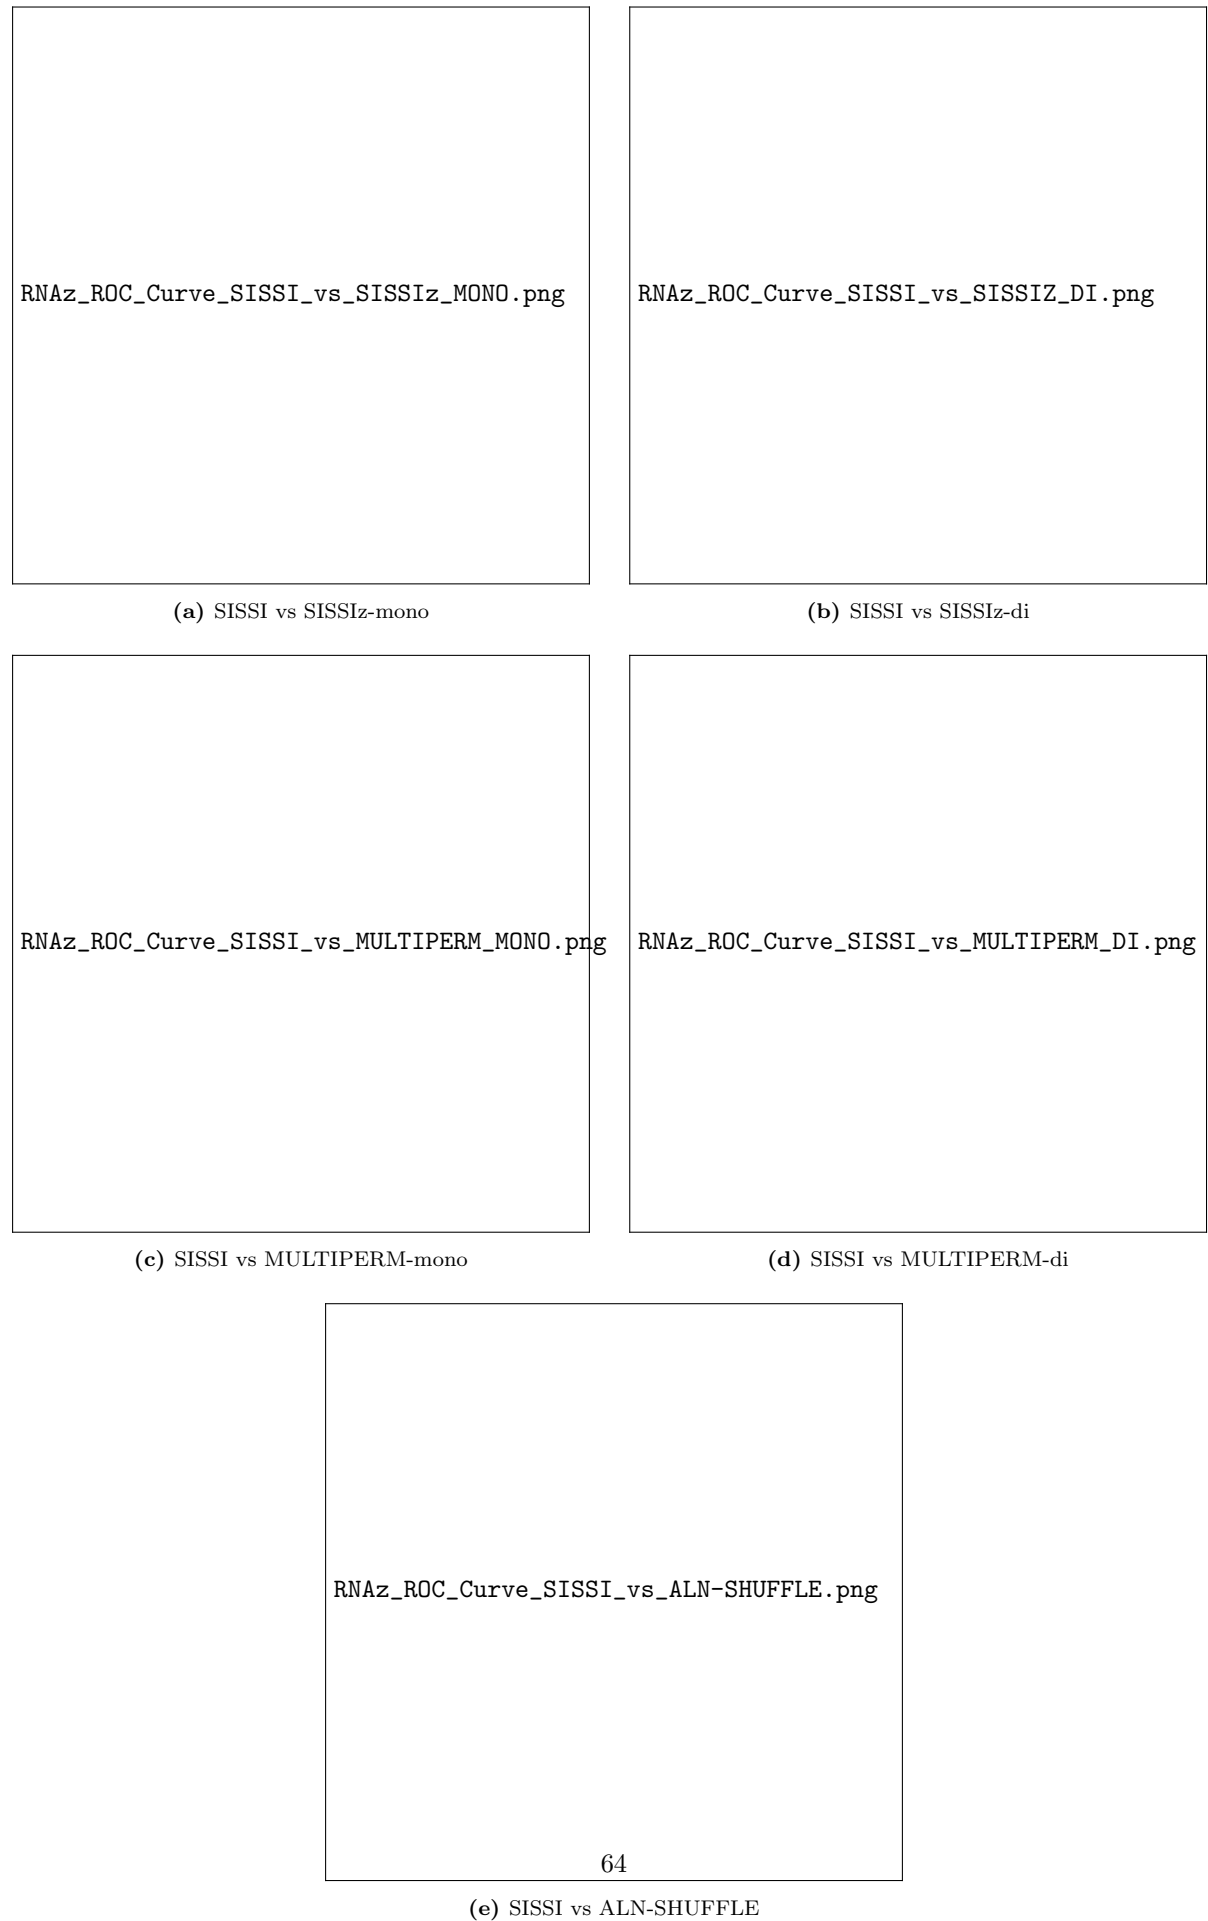 RNAz_ROC_Curve_SISSI_vs_SISSIz_MONO.png
RNAz_ROC_Curve_SISSI_vs_SISSIZ_DI.png
(a) SISSI vs SISSIz-mono
(b) SISSI vs SISSIz-di
RNAz_ROC_Curve_SISSI_vs_MULTIPERM_MONO.png
RNAz_ROC_Curve_SISSI_vs_MULTIPERM_DI.png
(c) SISSI vs MULTIPERM-mono
(d) SISSI vs MULTIPERM-di
RNAz_ROC_Curve_SISSI_vs_ALN-SHUFFLE.png
64
(e) SISSI vs ALN-SHUFFLE